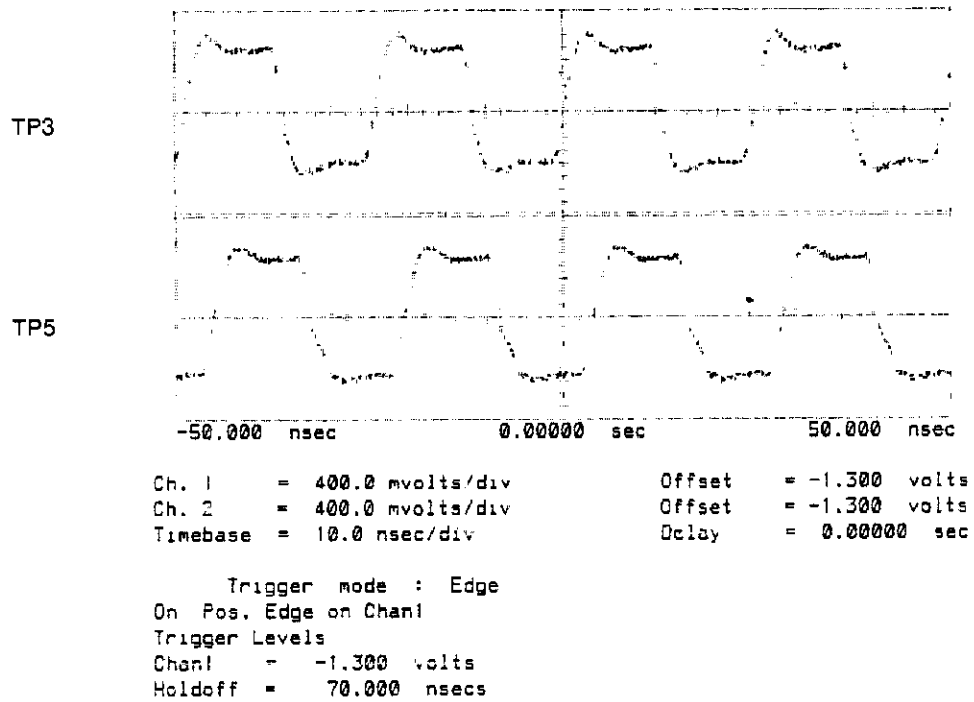 TP3
TP5
-50.000 nsec 0.00000 sec 50.000 nsec
Ch. 1 = 400.0 mvolts/div Offset = -1.300 volts
Ch. 2 = 400.0 mvolts/div Offset = -1.300 volts
Timebase = 10.0 nsec/div Delay = 0.00000 sec
Trigger mode : Edge
On Pos. Edge on Chan1
Trigger Levels
Chan1 = -1.300 volts
Holdoff = 70.000 nsecs